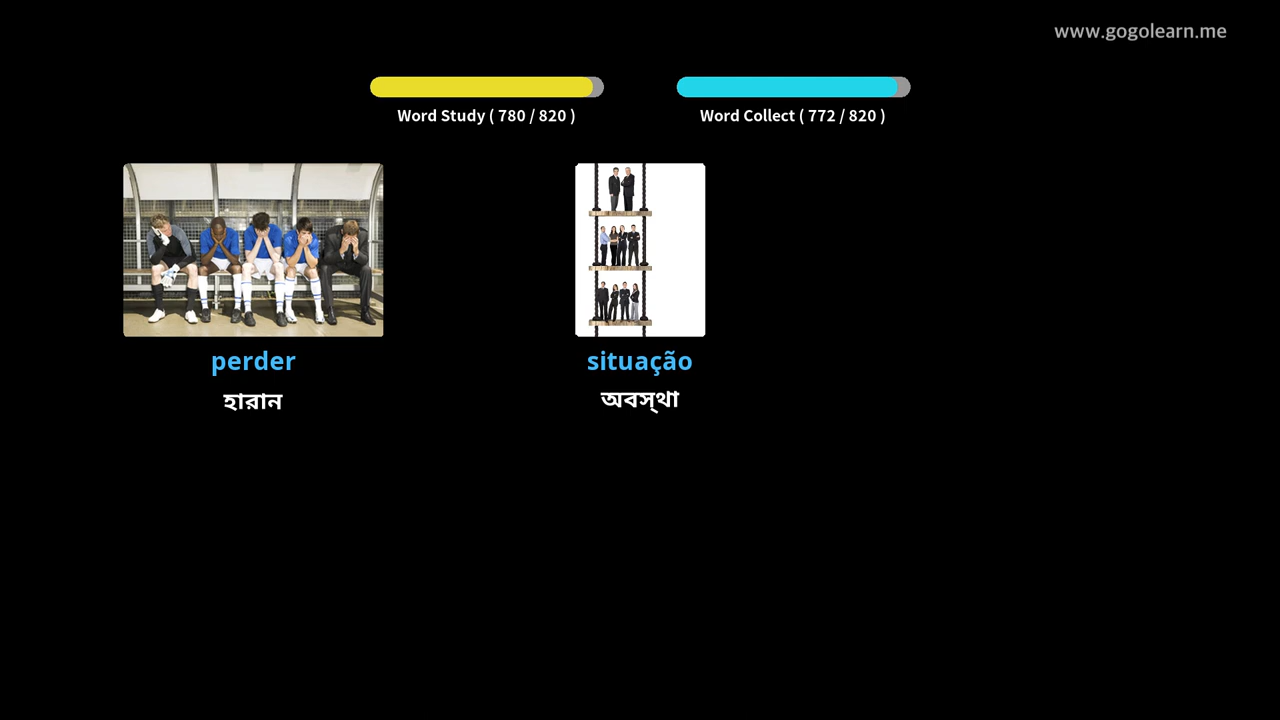 www.gogolearn.me
Word Study ( 780 / 820 )
Word Collect ( 772 / 820 )
perder
situação
হারান
অবস্থা